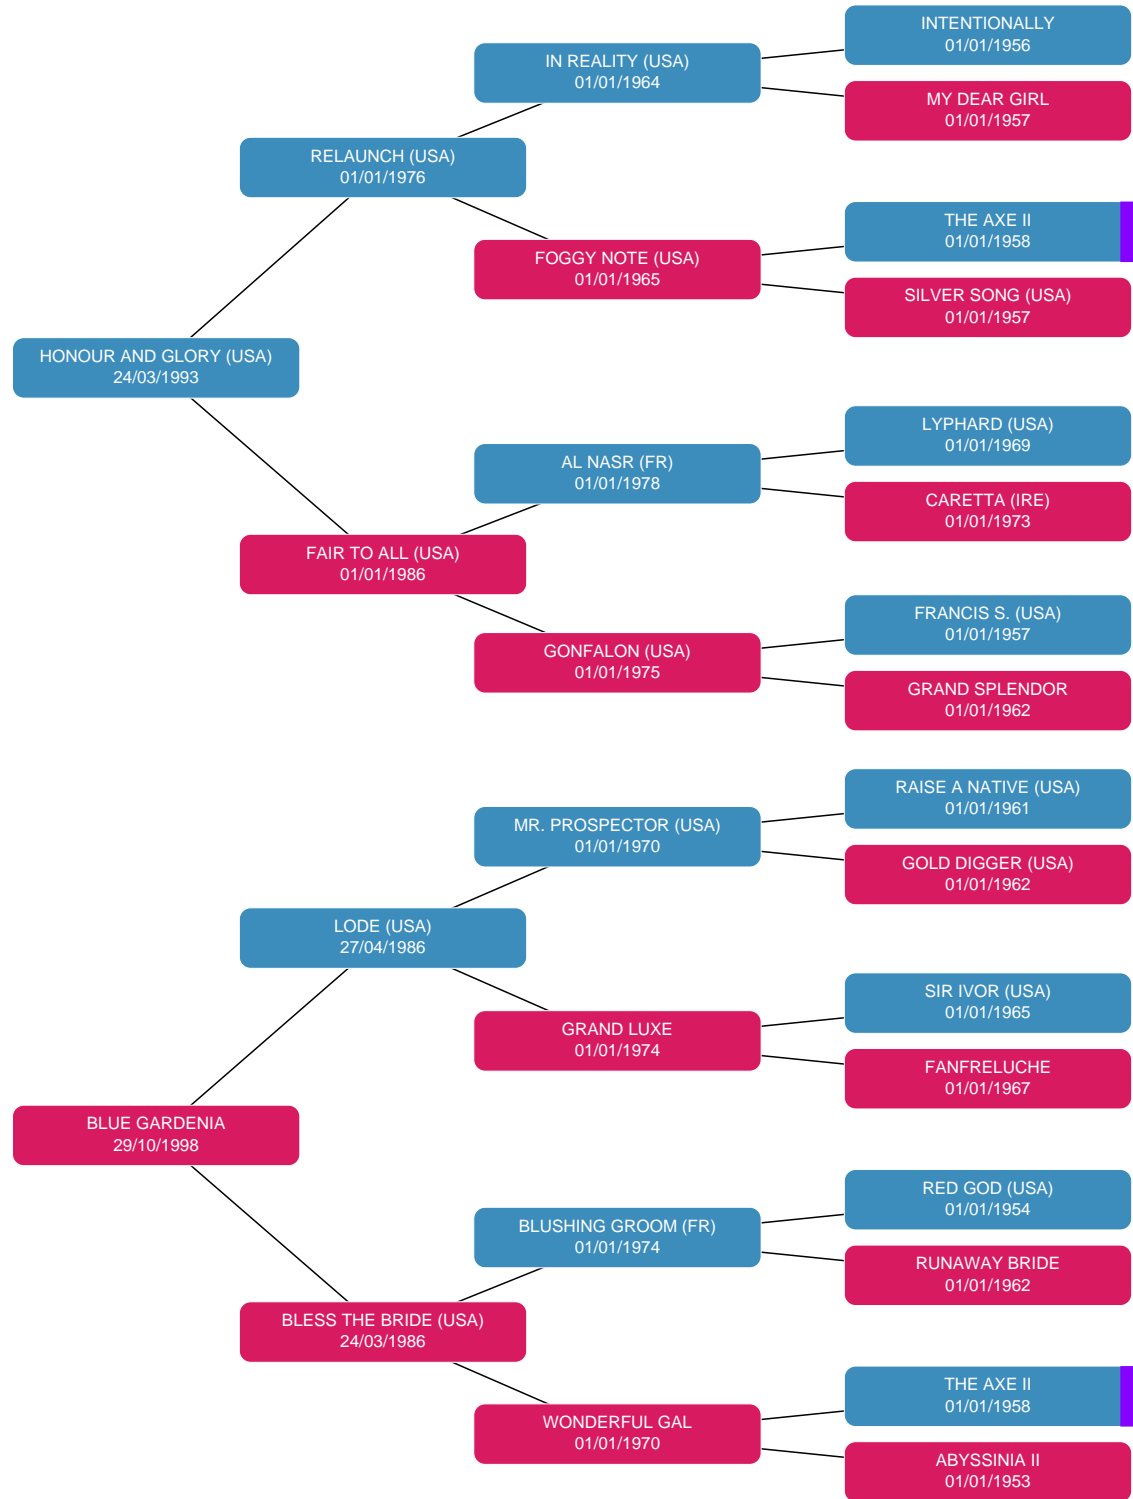 INTENTIONALLY
01/01/1956
IN REALITY (USA)
01/01/1964
MY DEAR GIRL
01/01/1957
RELAUNCH (USA)
01/01/1976
THE AXE II
01/01/1958
FOGGY NOTE (USA)
01/01/1965
SILVER SONG (USA)
01/01/1957
HONOUR AND GLORY (USA)
24/03/1993
LYPHARD (USA)
01/01/1969
AL NASR (FR)
01/01/1978
CARETTA (IRE)
01/01/1973
FAIR TO ALL (USA)
01/01/1986
FRANCIS S. (USA)
01/01/1957
GONFALON (USA)
01/01/1975
GRAND SPLENDOR
01/01/1962
RAISE A NATIVE (USA)
01/01/1961
MR. PROSPECTOR (USA)
01/01/1970
GOLD DIGGER (USA)
01/01/1962
LODE (USA)
27/04/1986
SIR IVOR (USA)
01/01/1965
GRAND LUXE
01/01/1974
FANFRELUCHE
01/01/1967
BLUE GARDENIA
29/10/1998
RED GOD (USA)
01/01/1954
BLUSHING GROOM (FR)
01/01/1974
RUNAWAY BRIDE
01/01/1962
BLESS THE BRIDE (USA)
24/03/1986
THE AXE II
01/01/1958
WONDERFUL GAL
01/01/1970
ABYSSINIA II
01/01/1953